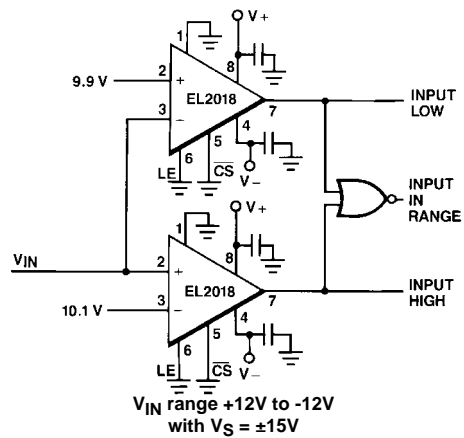 V+
1
8
9.9 V
2
+
EL2018
7
INPUT
LOW
3
−
4
5
6
LE
C̅S̅
V−
INPUT
IN
RANGE
V+
1
8
VIN
2
+
EL2018
7
INPUT
HIGH
10.1 V
3
−
4
5
6
LE
C̅S̅
V−
VIN range +12V to -12V
with VS = ±15V